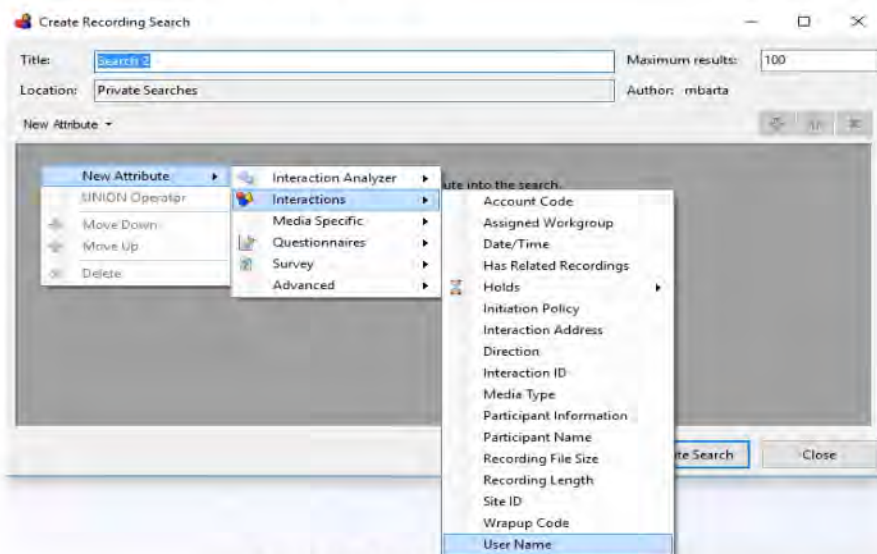 Create Recording Search
Title: Search 2 Maximum results: 100
Location: Private Searches Author: mbarta
New Attribute
New Attribute
UNION Operator
Move Down
Move Up
Delete
Interaction Analyzer
Interactions
Media Specific
Questionnaires
Survey
Advanced
ute into the search.
Account Code
Assigned Workgroup
Date/Time
Has Related Recordings
Holds
Initiation Policy
Interaction Address
Direction
Interaction ID
Media Type
Participant Information
Participant Name
Recording File Size
Recording Length
Site ID
Wrapup Code
User Name
te Search Close